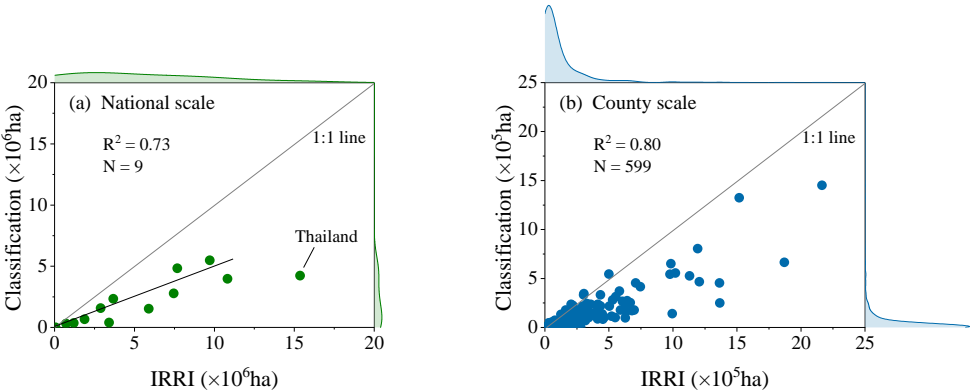 (a) National scale
R² = 0.73
N = 9
1:1 line
Thailand
20
15
10
5
0
0 5 10 15 20
Classification (×10⁶ha)
IRRI (×10⁶ha)
(b) County scale
R² = 0.80
N = 599
1:1 line
25
20
15
10
5
0
0 5 10 15 20 25
Classification (×10⁵ha)
IRRI (×10⁵ha)